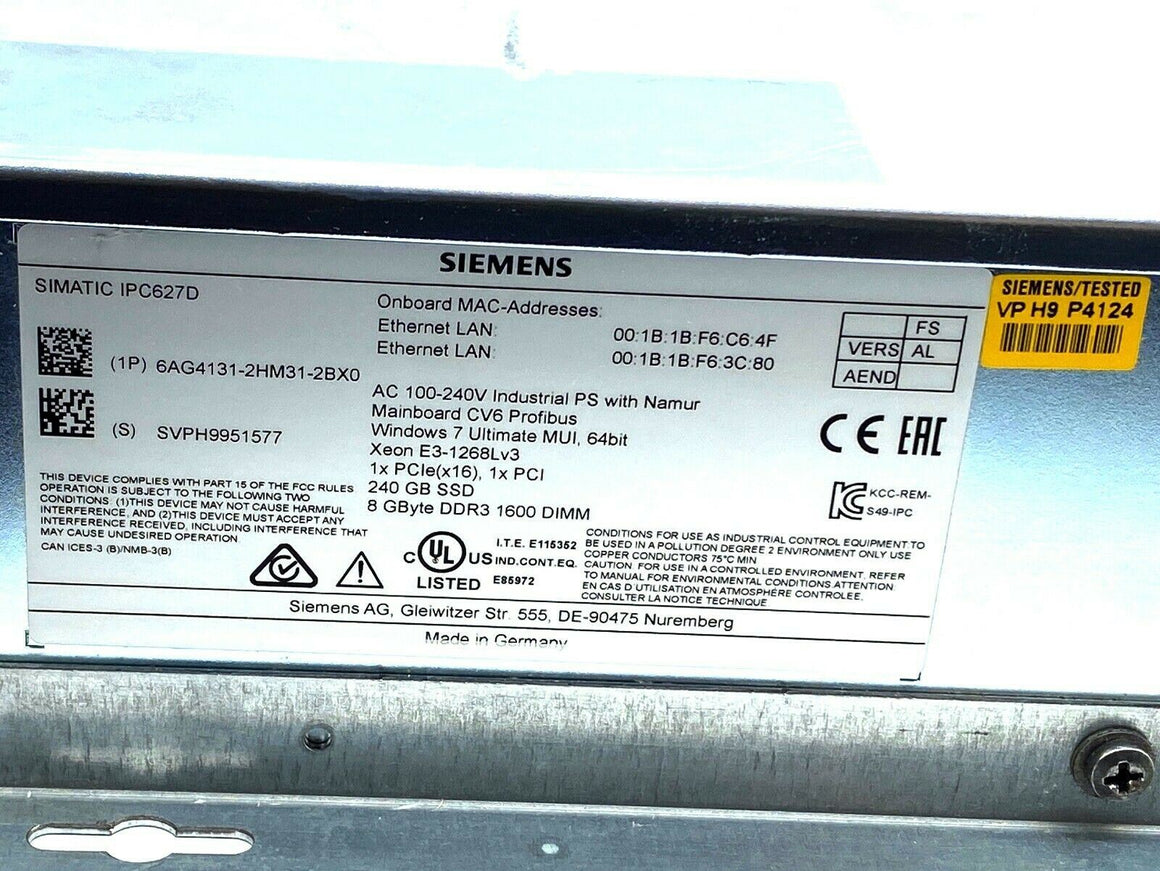 SIEMENS
SIMATIC IPC627D
(1P) 6AG4131-2HM31-2BX0
(S) SVPH9951577
Onboard MAC-Addresses:
Ethernet LAN: 00:1B:1B:F6:C6:4F
Ethernet LAN: 00:1B:1B:F6:3C:80
AC 100-240V Industrial PS with Namur
Mainboard CV6 Profibus
Windows 7 Ultimate MUI, 64bit
Xeon E3-1268Lv3
1x PCIe(x16), 1x PCI
240 GB SSD
8 GByte DDR3 1600 DIMM
FS
VERS AL
AEND
SIEMENS/TESTED
VP H9 P4124
CE EAC
KCC-REM-
S49-IPC
THIS DEVICE COMPLIES WITH PART 15 OF THE FCC RULES
OPERATION IS SUBJECT TO THE FOLLOWING TWO
CONDITIONS. (1)THIS DEVICE MAY NOT CAUSE HARMFUL
INTERFERENCE, AND (2)THIS DEVICE MUST ACCEPT ANY
INTERFERENCE RECEIVED, INCLUDING INTERFERENCE THAT
MAY CAUSE UNDESIRED OPERATION.
CAN ICES-3 (B)/NMB-3(B)
C UL US
LISTED
I.T.E. E115352
IND.CONT.EQ.
E85972
CONDITIONS FOR USE AS INDUSTRIAL CONTROL EQUIPMENT:TO
BE USED IN A POLLUTION DEGREE 2 ENVIRONMENT ONLY USE
COPPER CONDUCTORS 75°C MIN
CAUTION. FOR USE IN A CONTROLLED ENVIRONMENT. REFER
TO MANUAL FOR ENVIRONMENTAL CONDITIONS.ATTENTION.
EN CAS D'UTILISATION EN ATMOSPHÉRE CONTROLEE,
CONSULTER LA NOTICE TECHNIQUE
Siemens AG, Gleiwitzer Str. 555, DE-90475 Nuremberg
Made in Germany